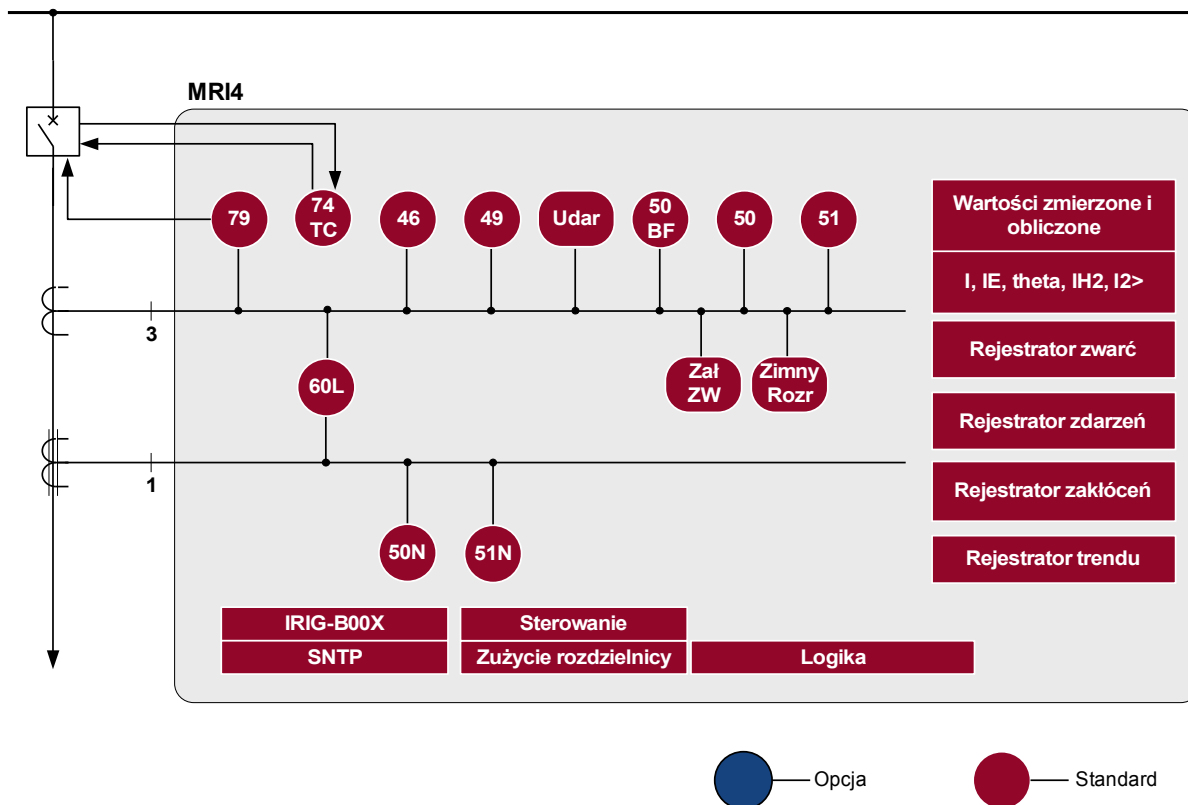 MRI4
79
74
TC
46
49
Udar
50
BF
50
51
Wartości zmierzone i
obliczone
I, IE, theta, IH2, I2>
3
Zał
ZW
Zimny
Rozr
Rejestrator zwarć
60L
Rejestrator zdarzeń
1
Rejestrator zakłóceń
50N
51N
Rejestrator trendu
IRIG-B00X
Sterowanie
SNTP
Zużycie rozdzielnicy
Logika
Opcja
Standard